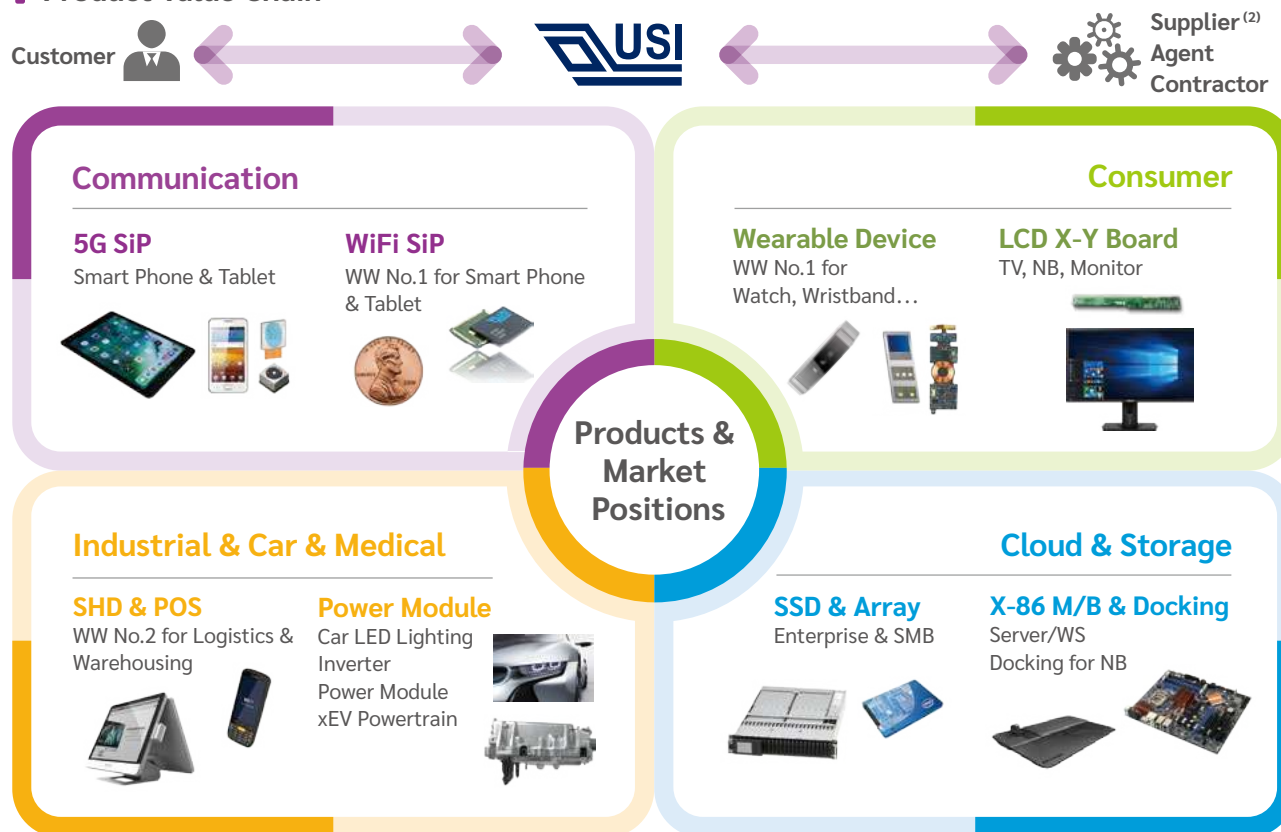 Product Value Chain
Customer
USI
Supplier (2)
Agent
Contractor
Communication
5G SiP
Smart Phone & Tablet
WiFi SiP
WW No.1 for Smart Phone
& Tablet
Consumer
Wearable Device
WW No.1 for
Watch, Wristband…
LCD X-Y Board
TV, NB, Monitor
Products &
Market
Positions
Industrial & Car & Medical
SHD & POS
WW No.2 for Logistics &
Warehousing
Power Module
Car LED Lighting
Inverter
Power Module
xEV Powertrain
Cloud & Storage
SSD & Array
Enterprise & SMB
X-86 M/B & Docking
Server/WS
Docking for NB